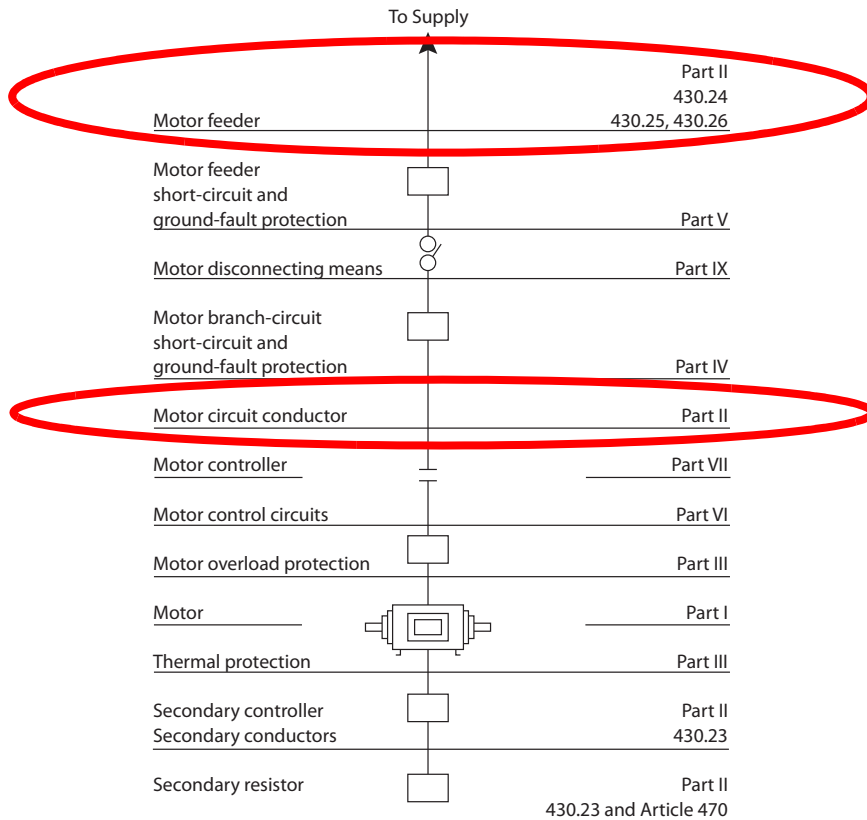 To Supply
Part II
430.24
Motor feeder 430.25, 430.26
Motor feeder
short-circuit and
ground-fault protection Part V
Motor disconnecting means Part IX
Motor branch-circuit
short-circuit and
ground-fault protection Part IV
Motor circuit conductor Part II
Motor controller Part VII
Motor control circuits Part VI
Motor overload protection Part III
Motor Part I
Thermal protection Part III
Secondary controller Part II
Secondary conductors 430.23
Secondary resistor Part II
430.23 and Article 470